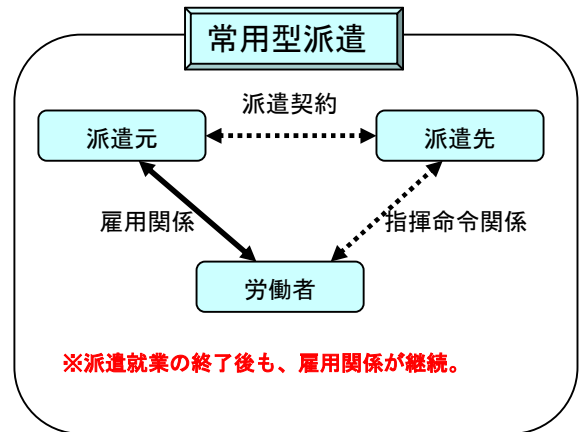 常用型派遣
派遣契約
派遣元
派遣先
雇用関係
指揮命令関係
労働者
※派遣就業の終了後も、雇用関係が継続。